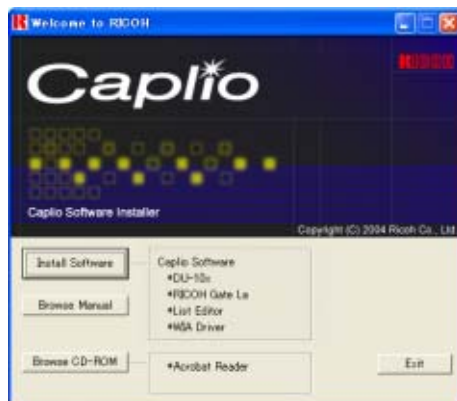 Welcome to RICOH
Caplio
RICOH
Caplio Software Installer
Copyright (C) 2004 Ricoh Co., Ltd
Install Software
Caplio Software
*DU-10x
*RICOH Gate La
*List Editor
*WIA Driver
Browse Manual
Browse CD-ROM
*Acrobat Reader
Exit